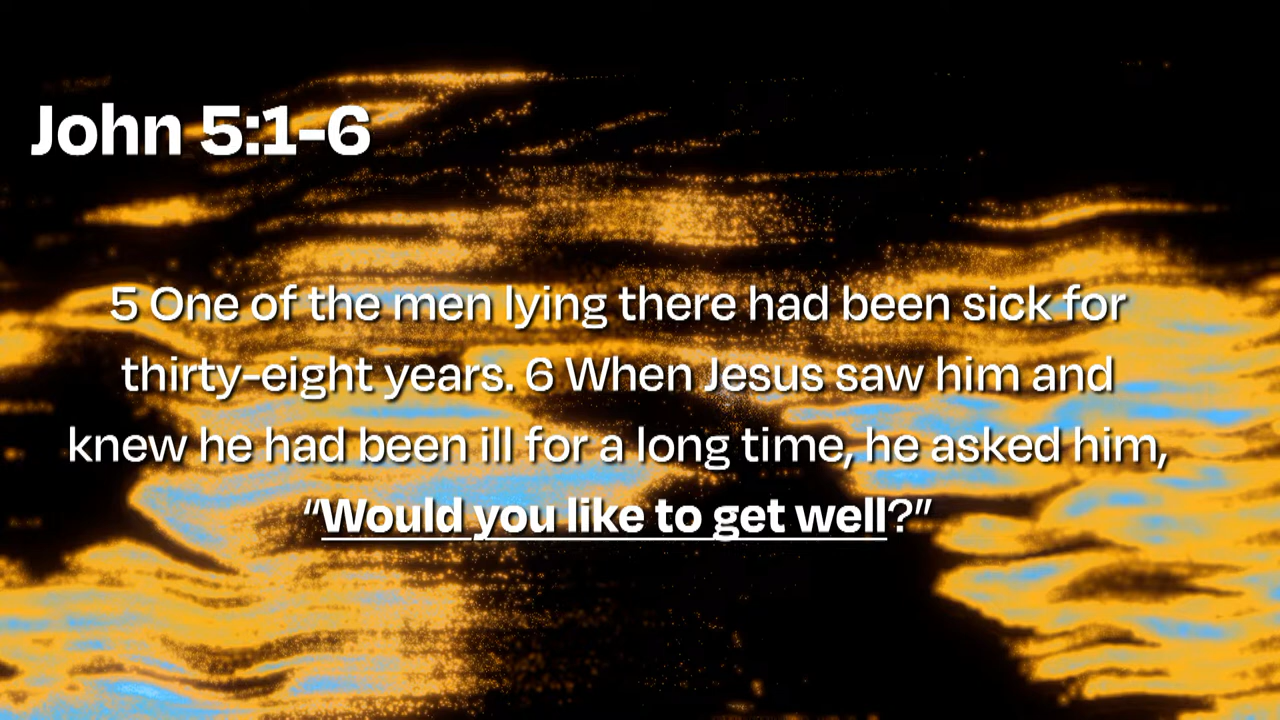 John 5:1-6
5 One of the men lying there had been sick for
thirty-eight years. 6 When Jesus saw him and
knew he had been ill for a long time, he asked him,
“Would you like to get well?”